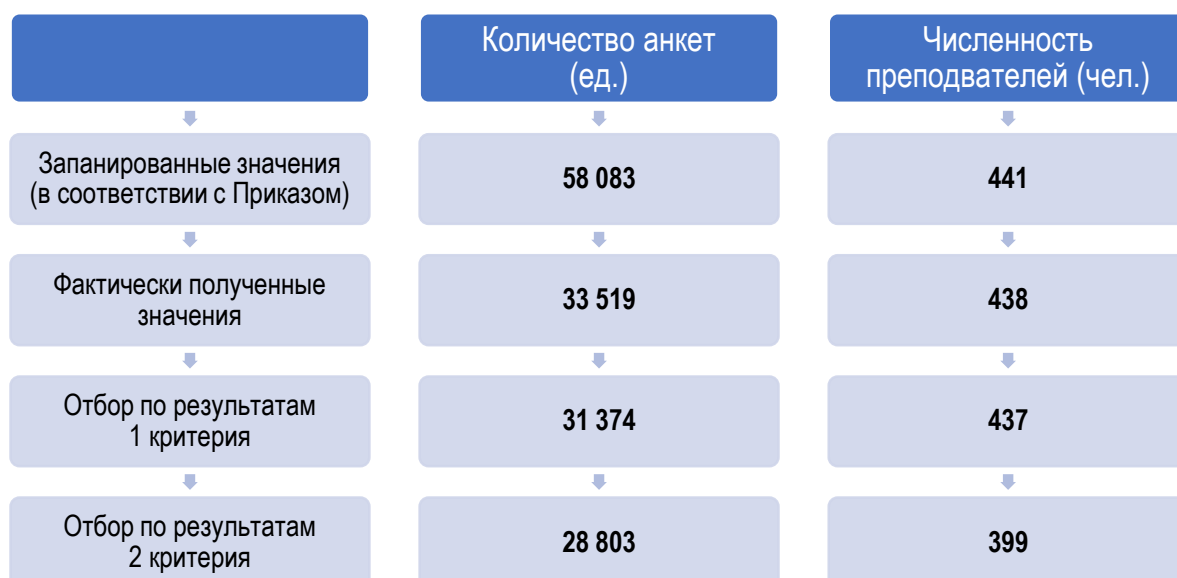 Количество анкет
(ед.)
Численность
преподвателей (чел.)
Запанированные значения
(в соответствии с Приказом)
58 083
441
Фактически полученные
значения
33 519
438
Отбор по результатам
1 критерия
31 374
437
Отбор по результатам
2 критерия
28 803
399